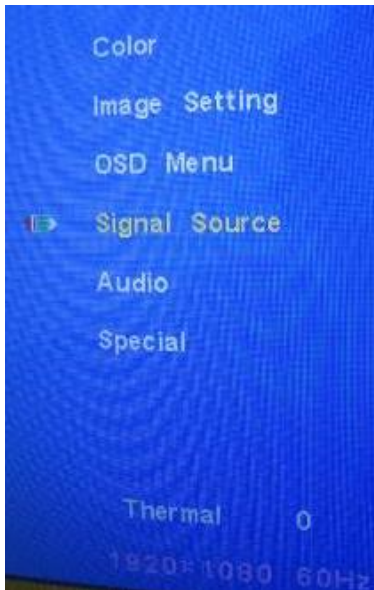 Color
Image Setting
OSD Menu
Signal Source
Audio
Special
Thermal 0
1920*1080 60Hz